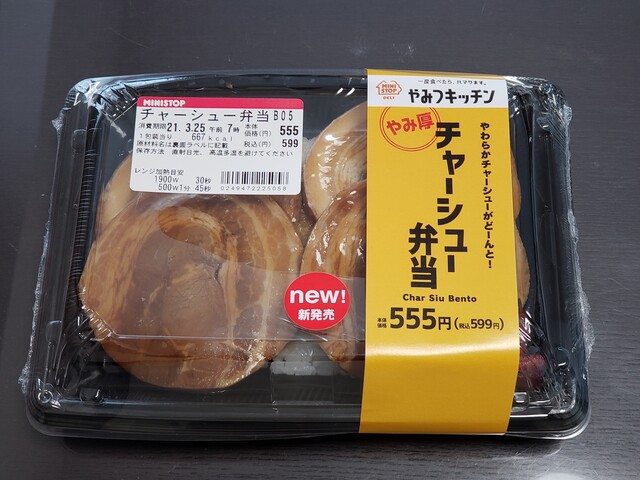 MINISTOP
チャーシュー弁当 B05
消費期限 21. 3.25 午前 7時
1包装当り 667kcal
本体価格(円) 555
原材料名は裏面ラベルに記載 税込(円) 599
保存方法 直射日光、高温多湿を避けてください
レンジ加熱目安
1900W 30秒
500W1分 45秒
0249472225058
new!
新発売
一度食べたら、ハマります。
MINI STOP DELI
やみつキッチン
やわらかチャーシューがどーんと!
やみ厚
チャーシュー弁当
Char Siu Bento
本体価格 555円(税込599円)